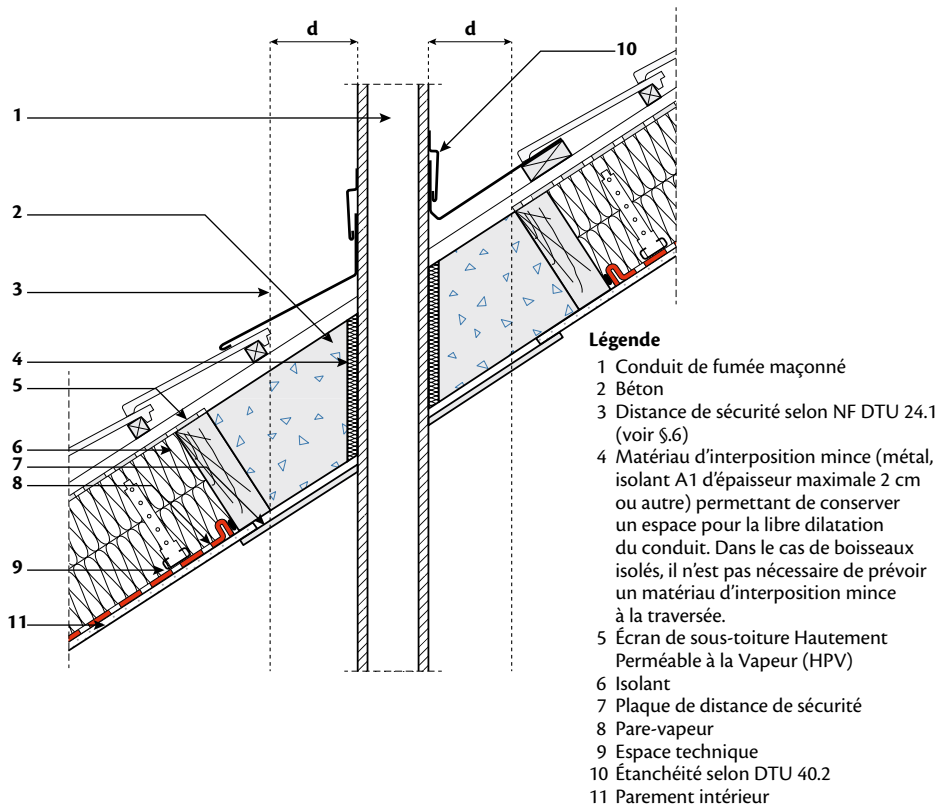 d
d
10
1
2
3
4
5
6
7
8
9
11
Légende
1 Conduit de fumée maçonné
2 Béton
3 Distance de sécurité selon NF DTU 24.1
(voir §.6)
4 Matériau d'interposition mince (métal,
isolant A1 d'épaisseur maximale 2 cm
ou autre) permettant de conserver
un espace pour la libre dilatation
du conduit. Dans le cas de boisseaux
isolés, il n'est pas nécessaire de prévoir
un matériau d'interposition mince
à la traversée.
5 Écran de sous-toiture Hautement
Perméable à la Vapeur (HPV)
6 Isolant
7 Plaque de distance de sécurité
8 Pare-vapeur
9 Espace technique
10 Étanchéité selon DTU 40.2
11 Parement intérieur